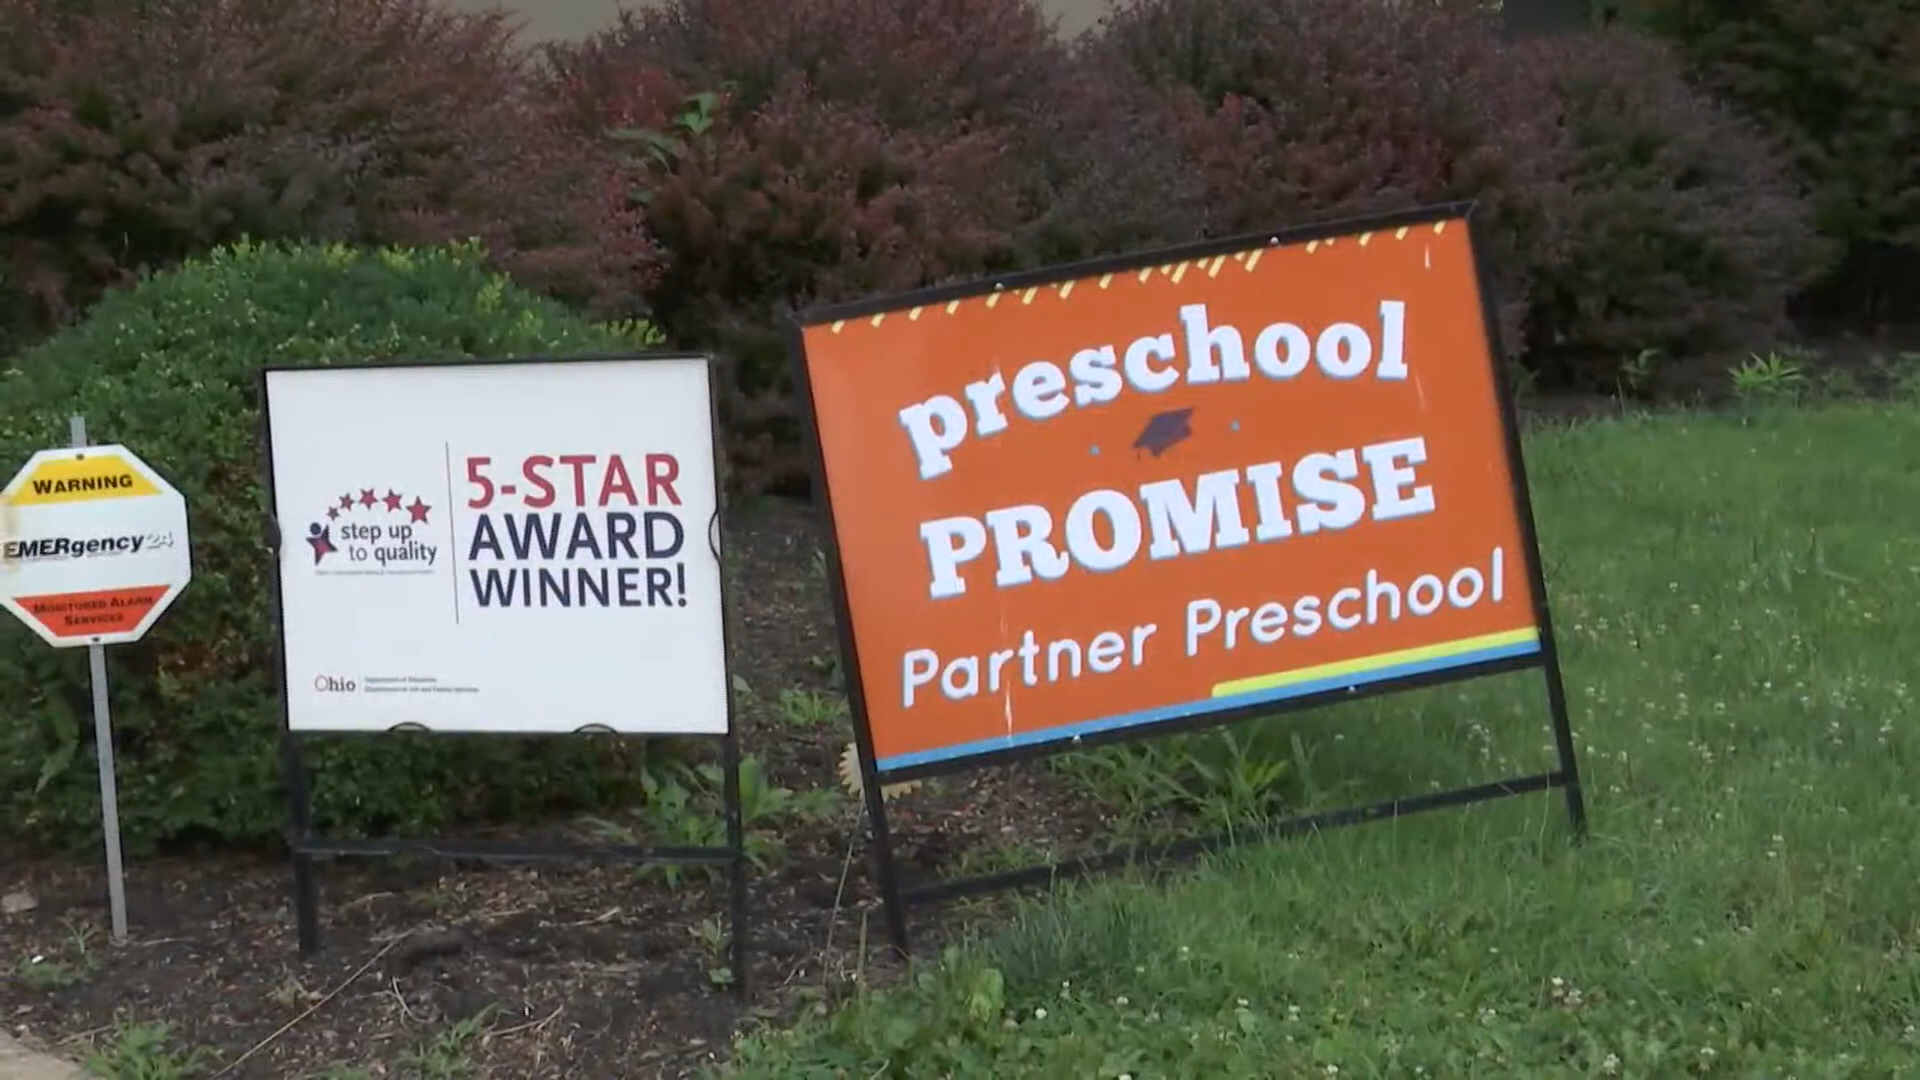 WARNING
EMERgency24
MONITORED ALARM
SERVICES
step up
to quality
5-STAR
AWARD
WINNER!
Ohio
preschool
PROMISE
Partner Preschool